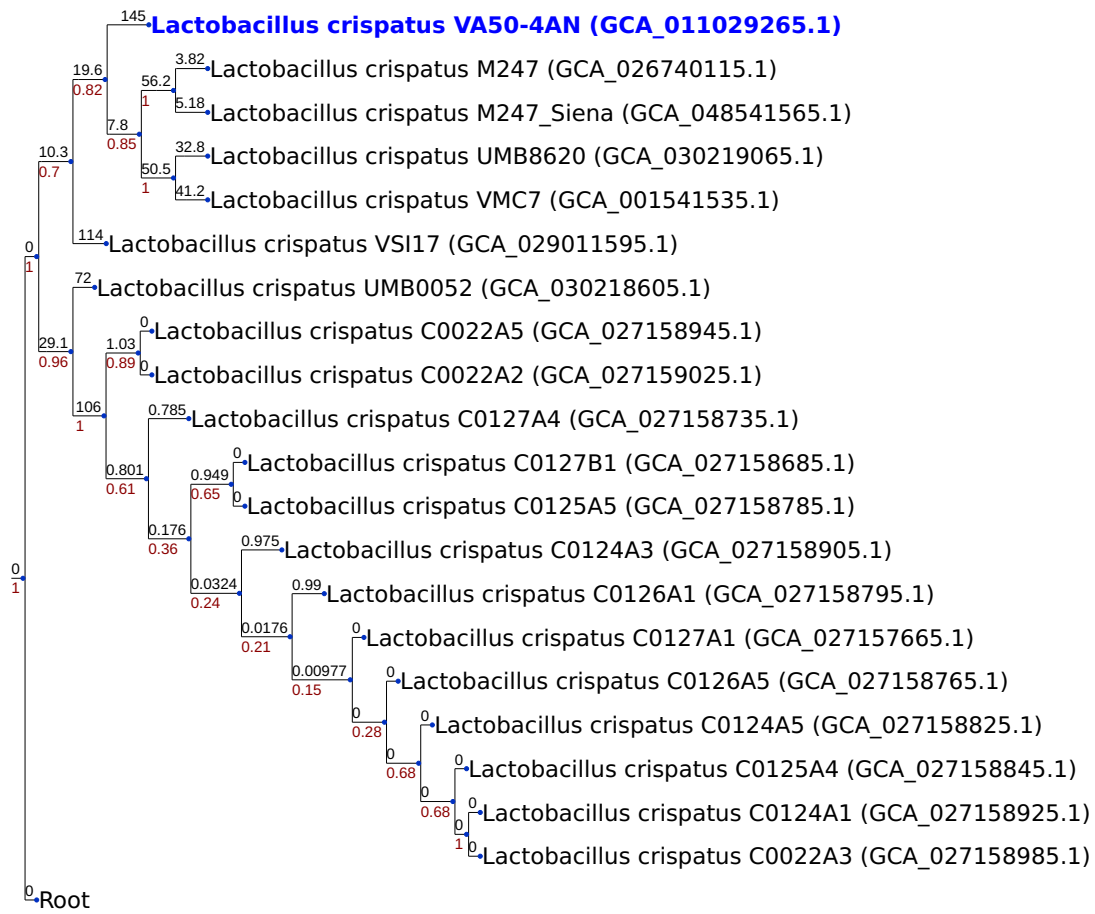 145 Lactobacillus crispatus VA50-4AN (GCA_011029265.1)
3.82 Lactobacillus crispatus M247 (GCA_026740115.1)
19.6
0.82
56.2
1
5.18 Lactobacillus crispatus M247_Siena (GCA_048541565.1)
7.8
0.85
32.8 Lactobacillus crispatus UMB8620 (GCA_030219065.1)
10.3
0.7
50.5
1
41.2 Lactobacillus crispatus VMC7 (GCA_001541535.1)
114 Lactobacillus crispatus VSI17 (GCA_029011595.1)
0
1
72 Lactobacillus crispatus UMB0052 (GCA_030218605.1)
0 Lactobacillus crispatus C0022A5 (GCA_027158945.1)
29.1
0.96
1.03
0.89
0 Lactobacillus crispatus C0022A2 (GCA_027159025.1)
106
1
0.785 Lactobacillus crispatus C0127A4 (GCA_027158735.1)
0 Lactobacillus crispatus C0127B1 (GCA_027158685.1)
0.801
0.61
0.949
0.65
0 Lactobacillus crispatus C0125A5 (GCA_027158785.1)
0.176
0.36
0.975 Lactobacillus crispatus C0124A3 (GCA_027158905.1)
0
1
0.0324
0.24
0.99 Lactobacillus crispatus C0126A1 (GCA_027158795.1)
0.0176
0.21
0 Lactobacillus crispatus C0127A1 (GCA_027157665.1)
0.00977
0.15
0 Lactobacillus crispatus C0126A5 (GCA_027158765.1)
0
0.28
0 Lactobacillus crispatus C0124A5 (GCA_027158825.1)
0
0.68
0 Lactobacillus crispatus C0125A4 (GCA_027158845.1)
0
0.68
0 Lactobacillus crispatus C0124A1 (GCA_027158925.1)
0
1
0 Lactobacillus crispatus C0022A3 (GCA_027158985.1)
0 Root